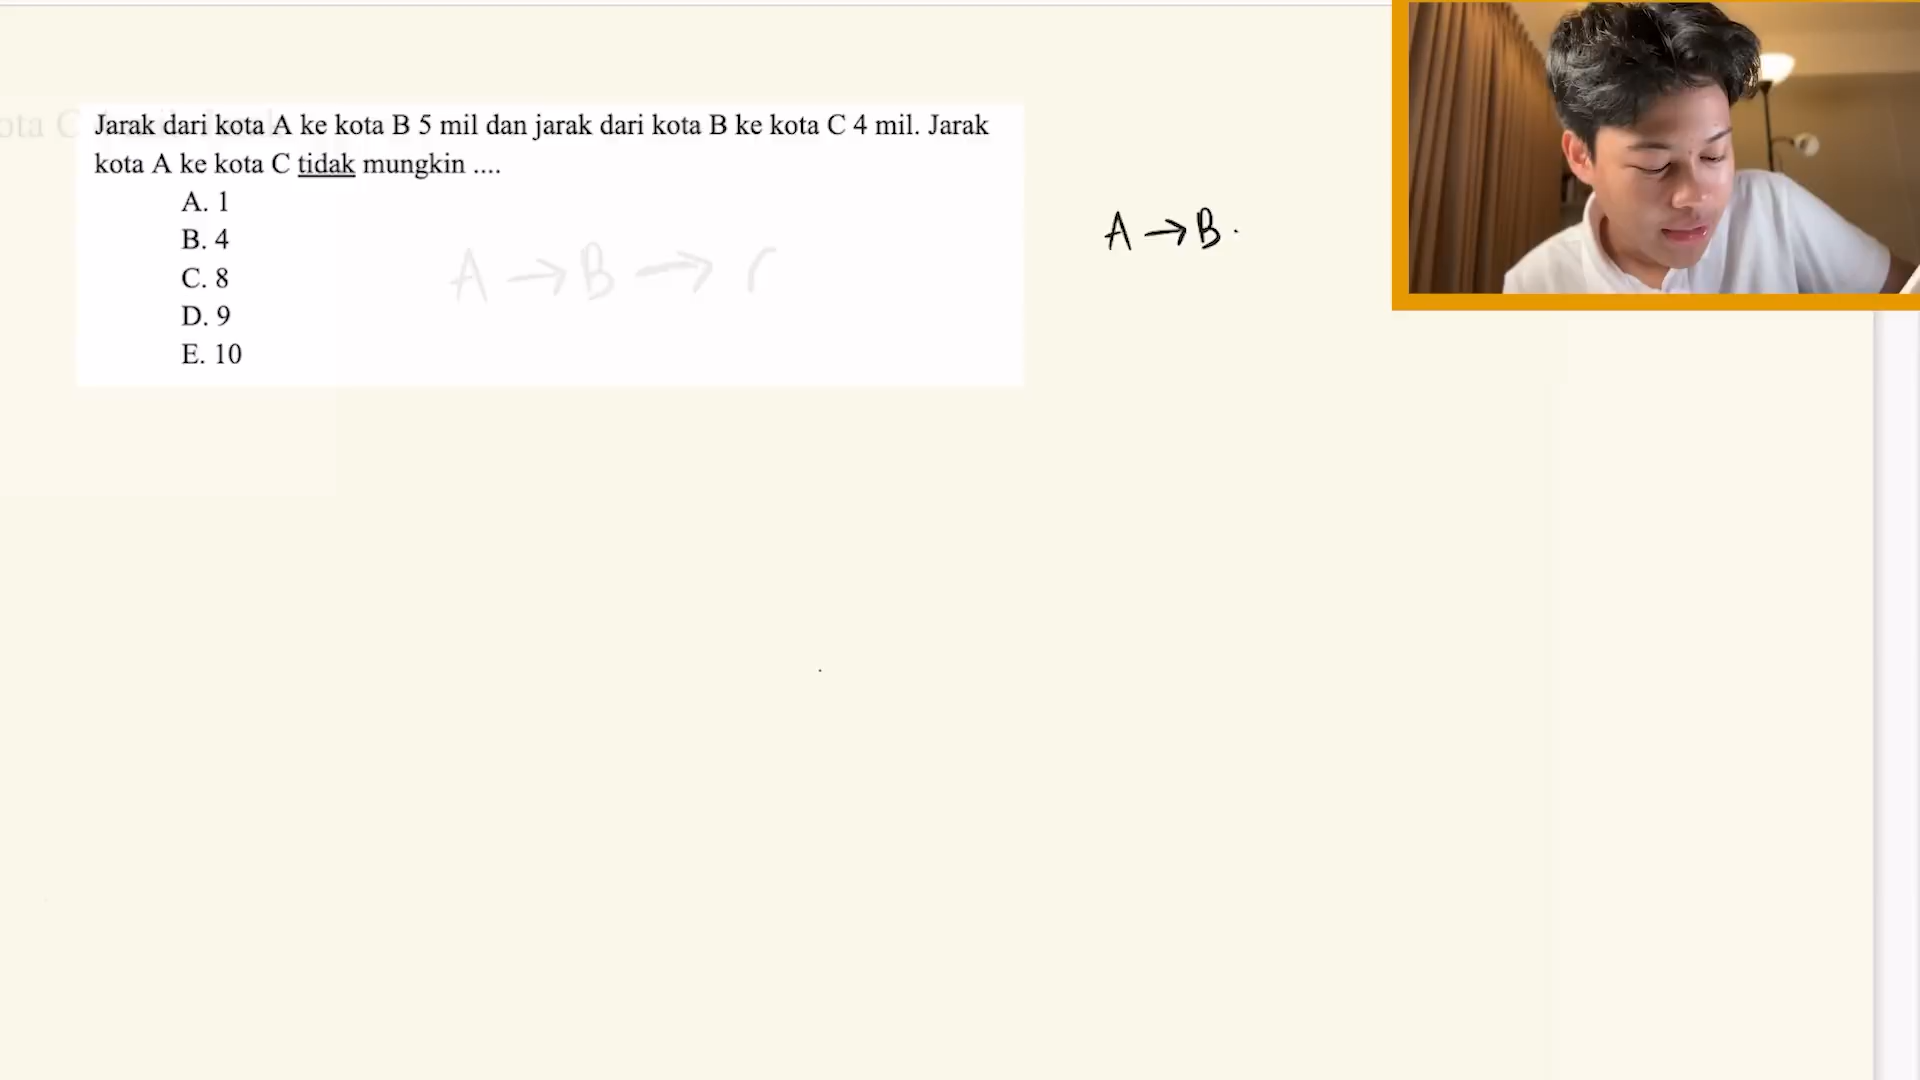 Jarak dari kota A ke kota B 5 mil dan jarak dari kota B ke kota C 4 mil. Jarak
kota A ke kota C tidak mungkin ....
A. 1
B. 4
C. 8
D. 9
E. 10
A → B → r
A → B .
ota C